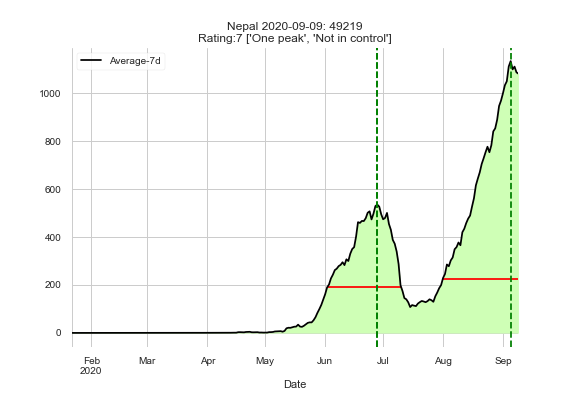 Nepal 2020-09-09: 49219
Rating:7 ['One peak', 'Not in control']
Average-7d
1000
800
600
400
200
0
Feb Mar Apr May Jun Jul Aug Sep
2020
Date